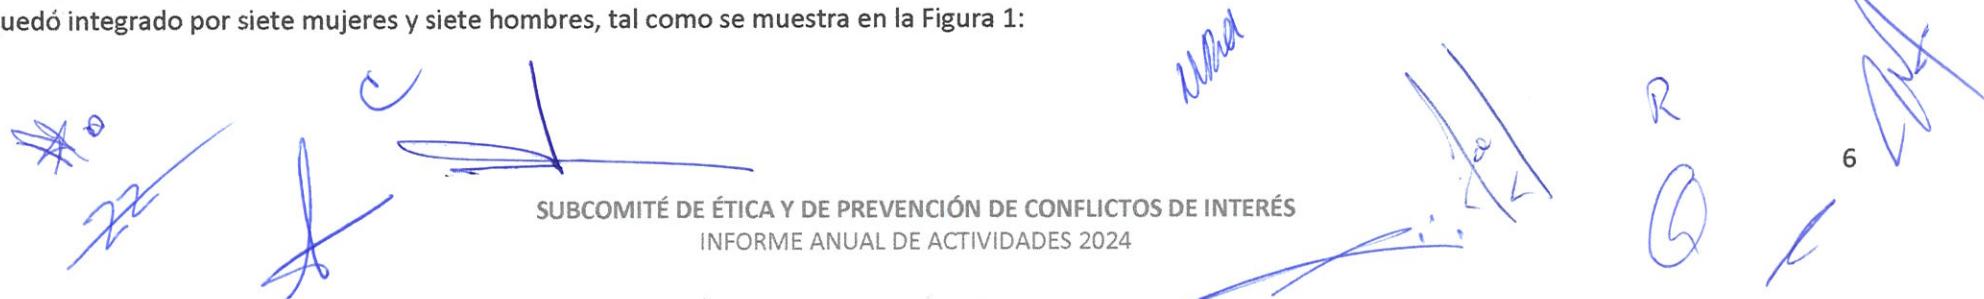 uedó integrado por siete mujeres y siete hombres, tal como se muestra en la Figura 1:
R
6
SUBCOMITÉ DE ÉTICA Y DE PREVENCIÓN DE CONFLICTOS DE INTERÉS
INFORME ANUAL DE ACTIVIDADES 2024